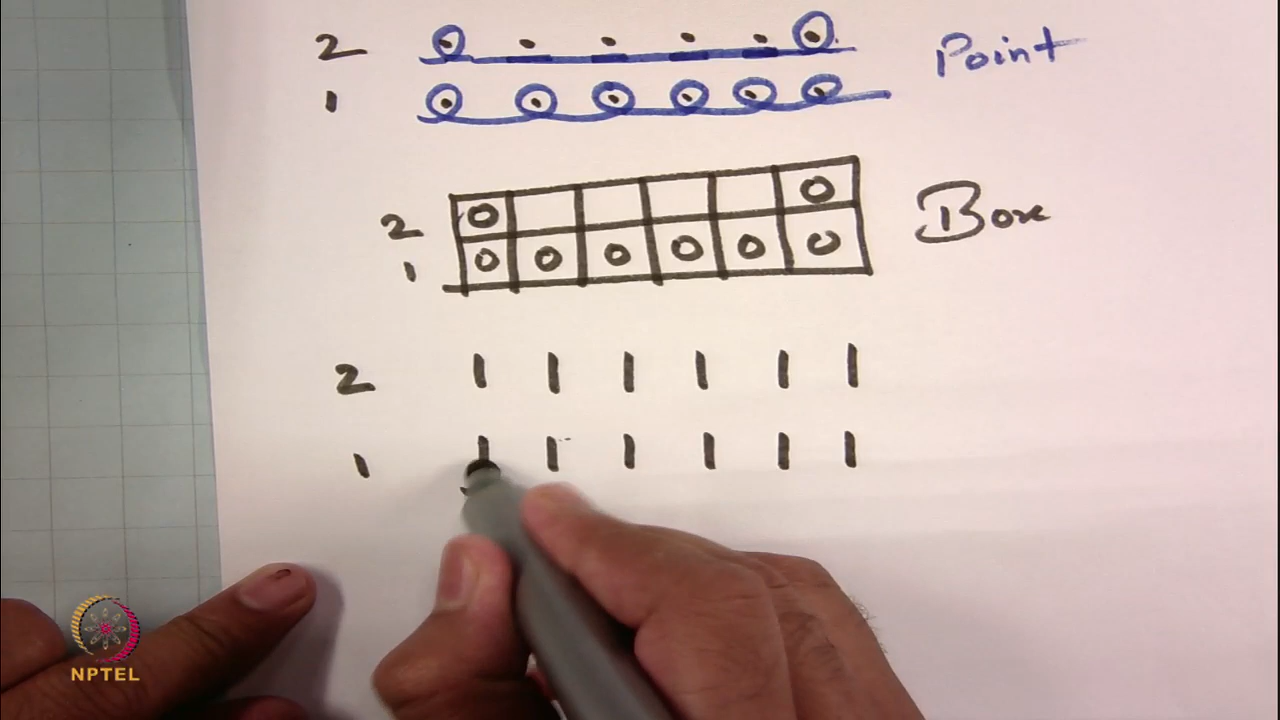 2 Point
1
2 Box
1
2 | | | | | |
1 | | | | | |
NPTEL